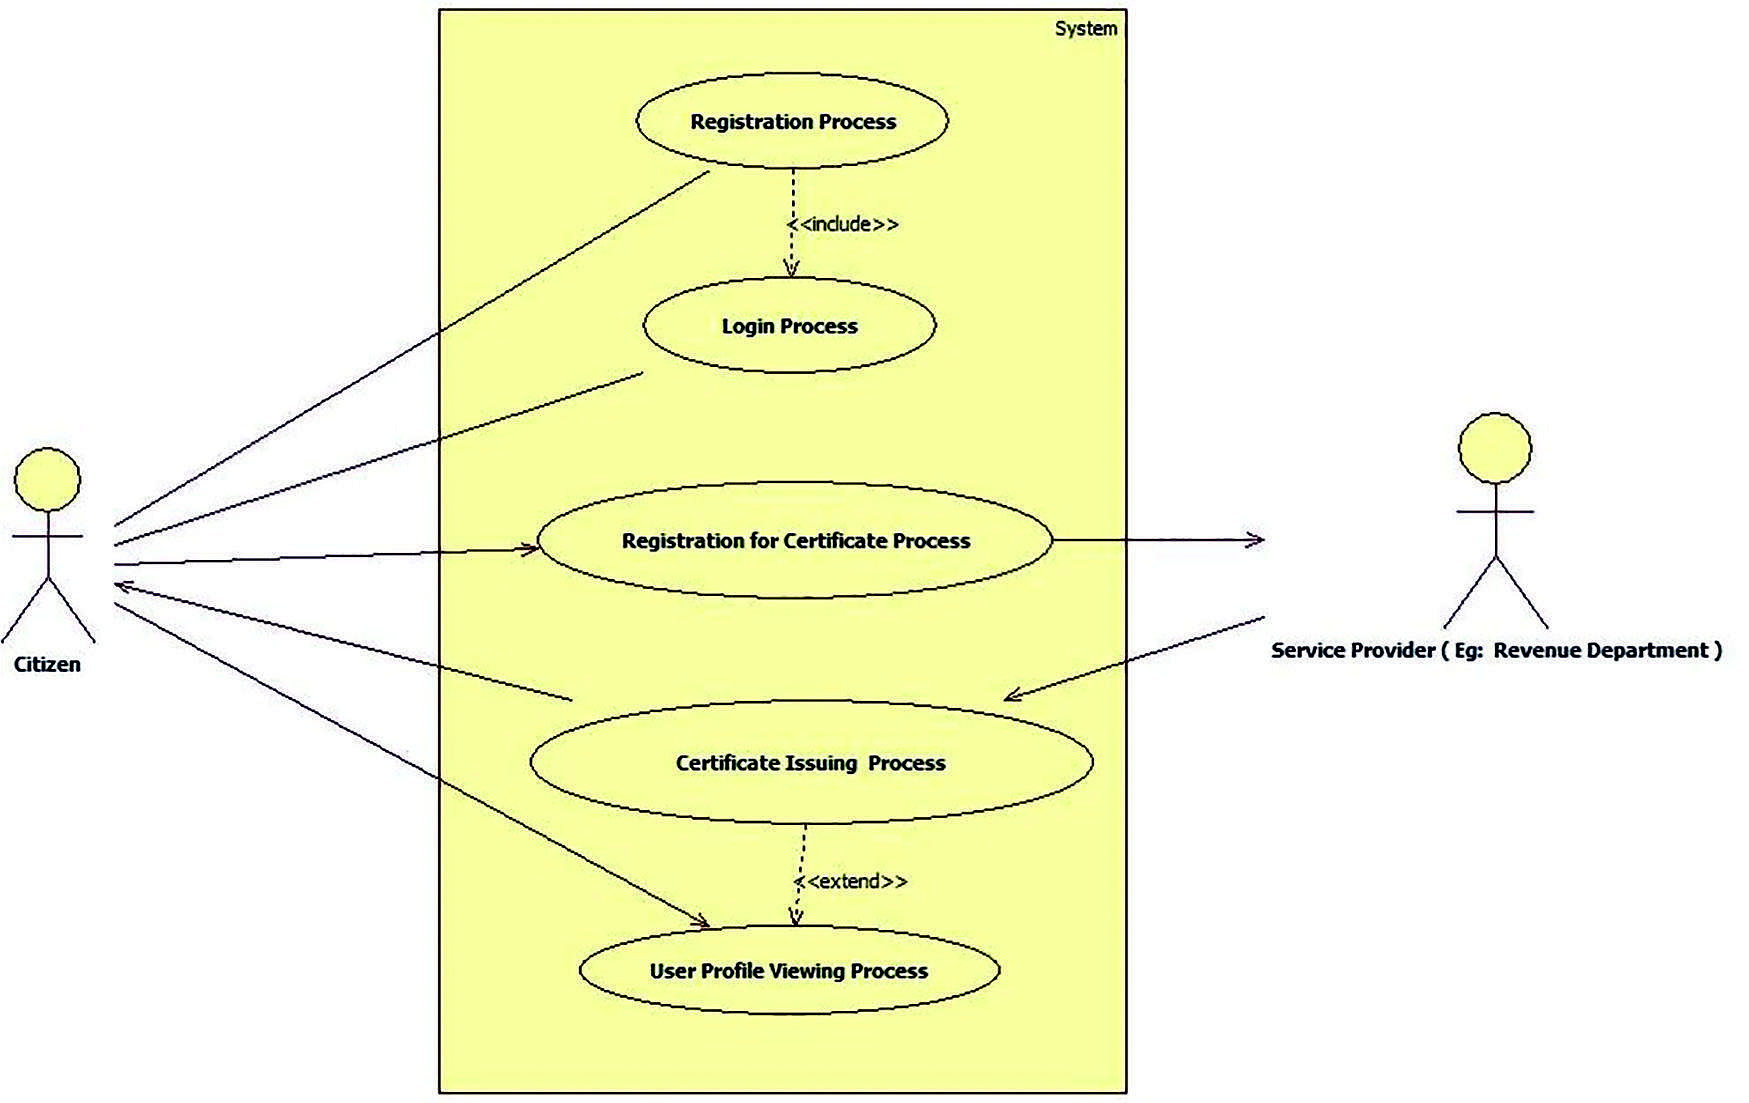 System
Registration Process
<<include>>
Login Process
Registration for Certificate Process
Citizen
Service Provider ( Eg: Revenue Department )
Certificate Issuing Process
<<extend>>
User Profile Viewing Process